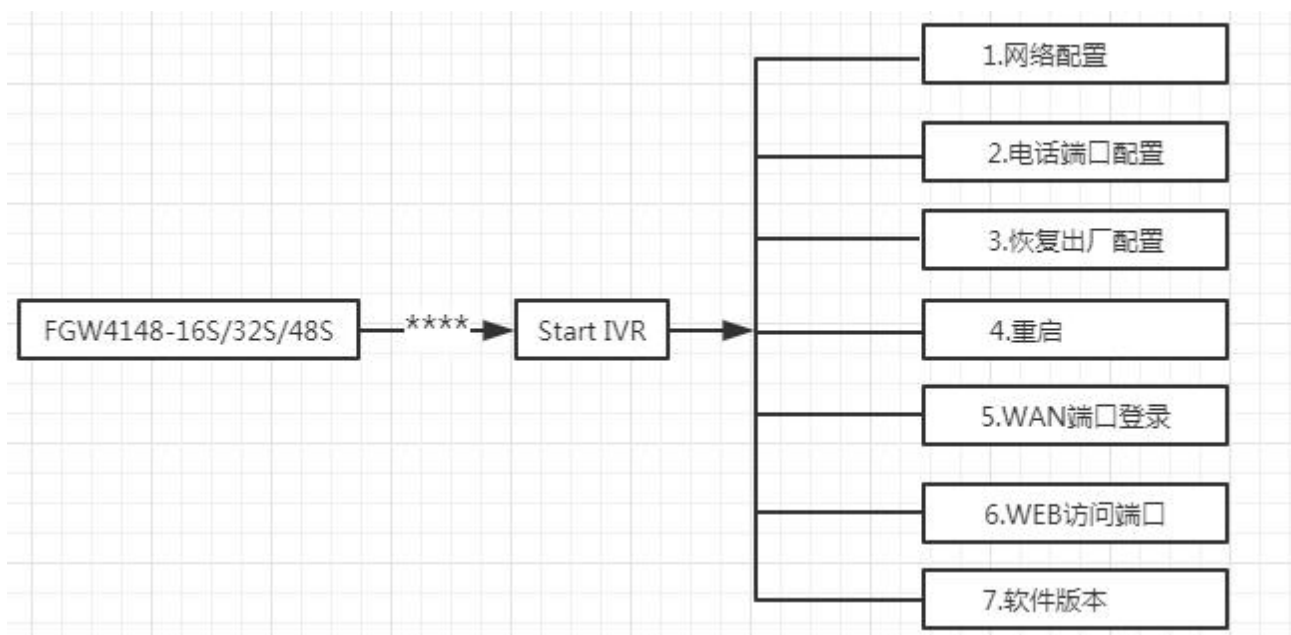 1.网络配置
2.电话端口配置
3.恢复出厂配置
FGW4148-16S/32S/48S
****
Start IVR
4.重启
5.WAN端口登录
6.WEB访问端口
7.软件版本